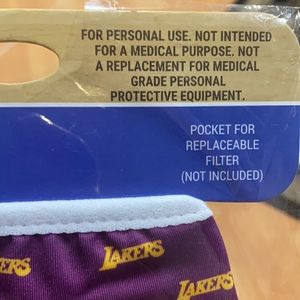 FOR PERSONAL USE. NOT INTENDED
FOR A MEDICAL PURPOSE. NOT
A REPLACEMENT FOR MEDICAL
GRADE PERSONAL
PROTECTIVE EQUIPMENT.
POCKET FOR
REPLACEABLE
FILTER
(NOT INCLUDED)
LAKERS
LAKERS
LAKERS